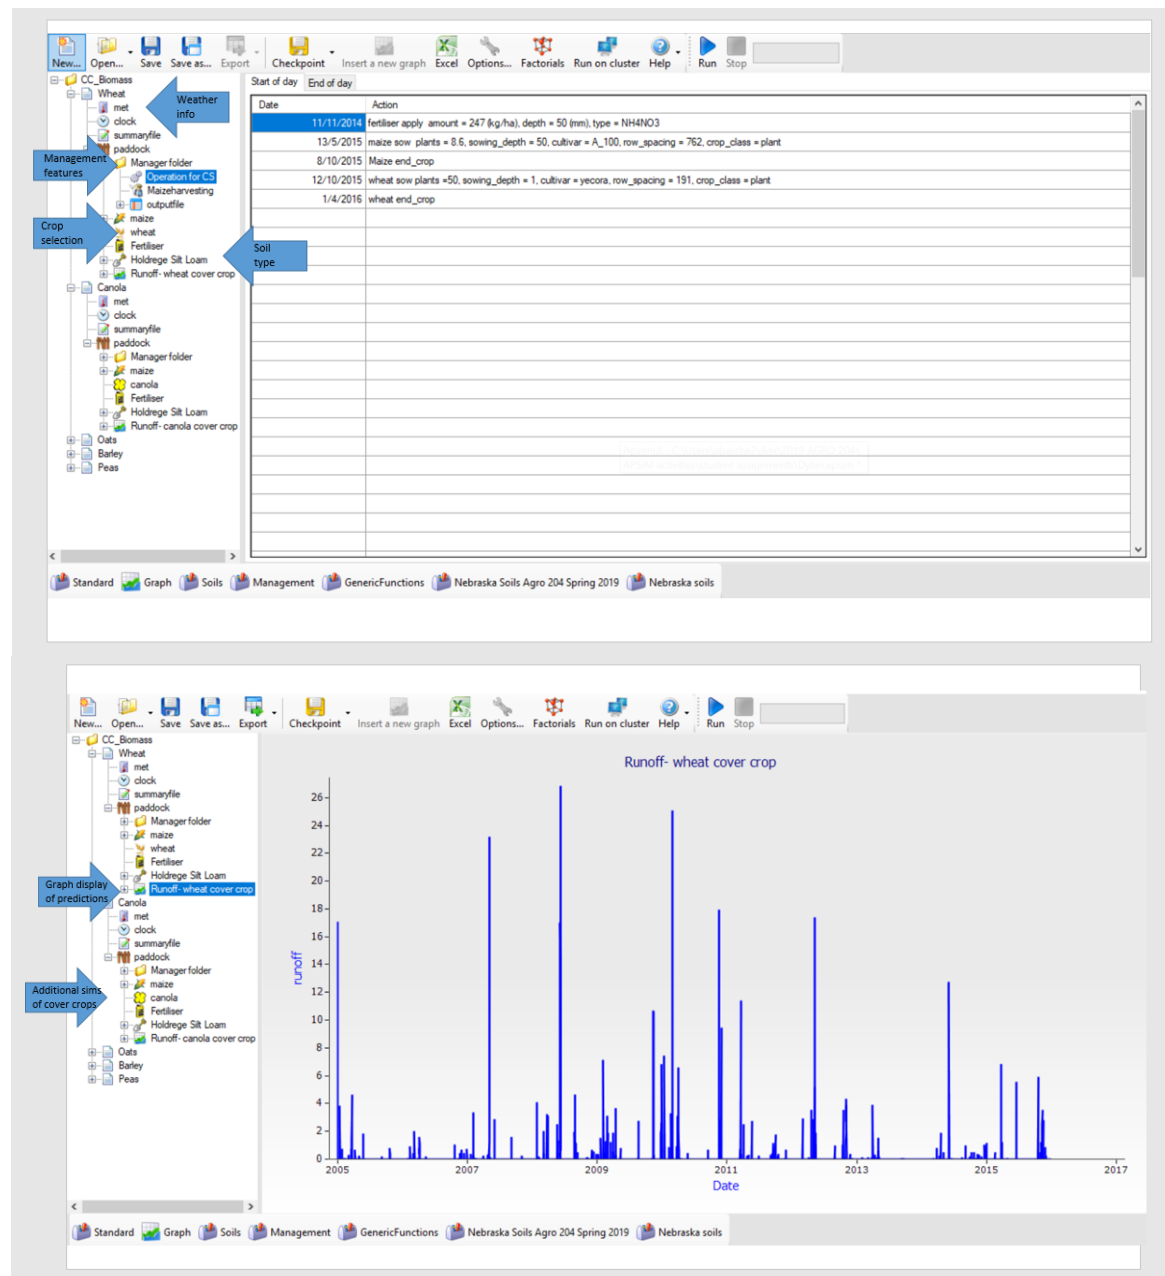 New... Open... Save Save as... Export Checkpoint Insert a new graph Excel Options... Factorials Run on cluster Help Run Stop
CC_Biomass
Wheat
met
Weather info
clock
summaryfile
paddock
Management features
Manager folder
Operation for CS
Maizeharvesting
outputfile
maize
Crop selection
wheat
Fertiliser
Holdrege Silt Loam
Soil type
Runoff- wheat cover crop
Canola
met
clock
summaryfile
paddock
Manager folder
maize
canola
Fertiliser
Holdrege Silt Loam
Runoff- canola cover crop
Oats
Barley
Peas
Start of day End of day
Date Action
11/11/2014 fertiliser apply amount = 247 (kg/ha), depth = 50 (mm), type = NH4NO3
13/5/2015 maize sow plants = 8.6, sowing_depth = 50, cultivar = A_100, row_spacing = 762, crop_class = plant
8/10/2015 Maize end_crop
12/10/2015 wheat sow plants =50, sowing_depth = 1, cultivar = yecora, row_spacing = 191, crop_class = plant
1/4/2016 wheat end_crop
Standard Graph Soils Management GenericFunctions Nebraska Soils Agro 204 Spring 2019 Nebraska soils
New... Open... Save Save as... Export Checkpoint Insert a new graph Excel Options... Factorials Run on cluster Help Run Stop
CC_Biomass
Wheat
met
clock
summaryfile
paddock
Manager folder
maize
wheat
Fertiliser
Holdrege Silt Loam
Graph display of predictions
Runoff- wheat cover crop
Canola
met
clock
summaryfile
paddock
Manager folder
maize
Additional sims of cover crops
canola
Fertiliser
Holdrege Silt Loam
Runoff- canola cover crop
Oats
Barley
Peas
Runoff- wheat cover crop
26
24
22
20
18
16
14
12
10
8
6
4
2
0
runoff
2005 2007 2009 2011 2013 2015 2017
Date
Standard Graph Soils Management GenericFunctions Nebraska Soils Agro 204 Spring 2019 Nebraska soils